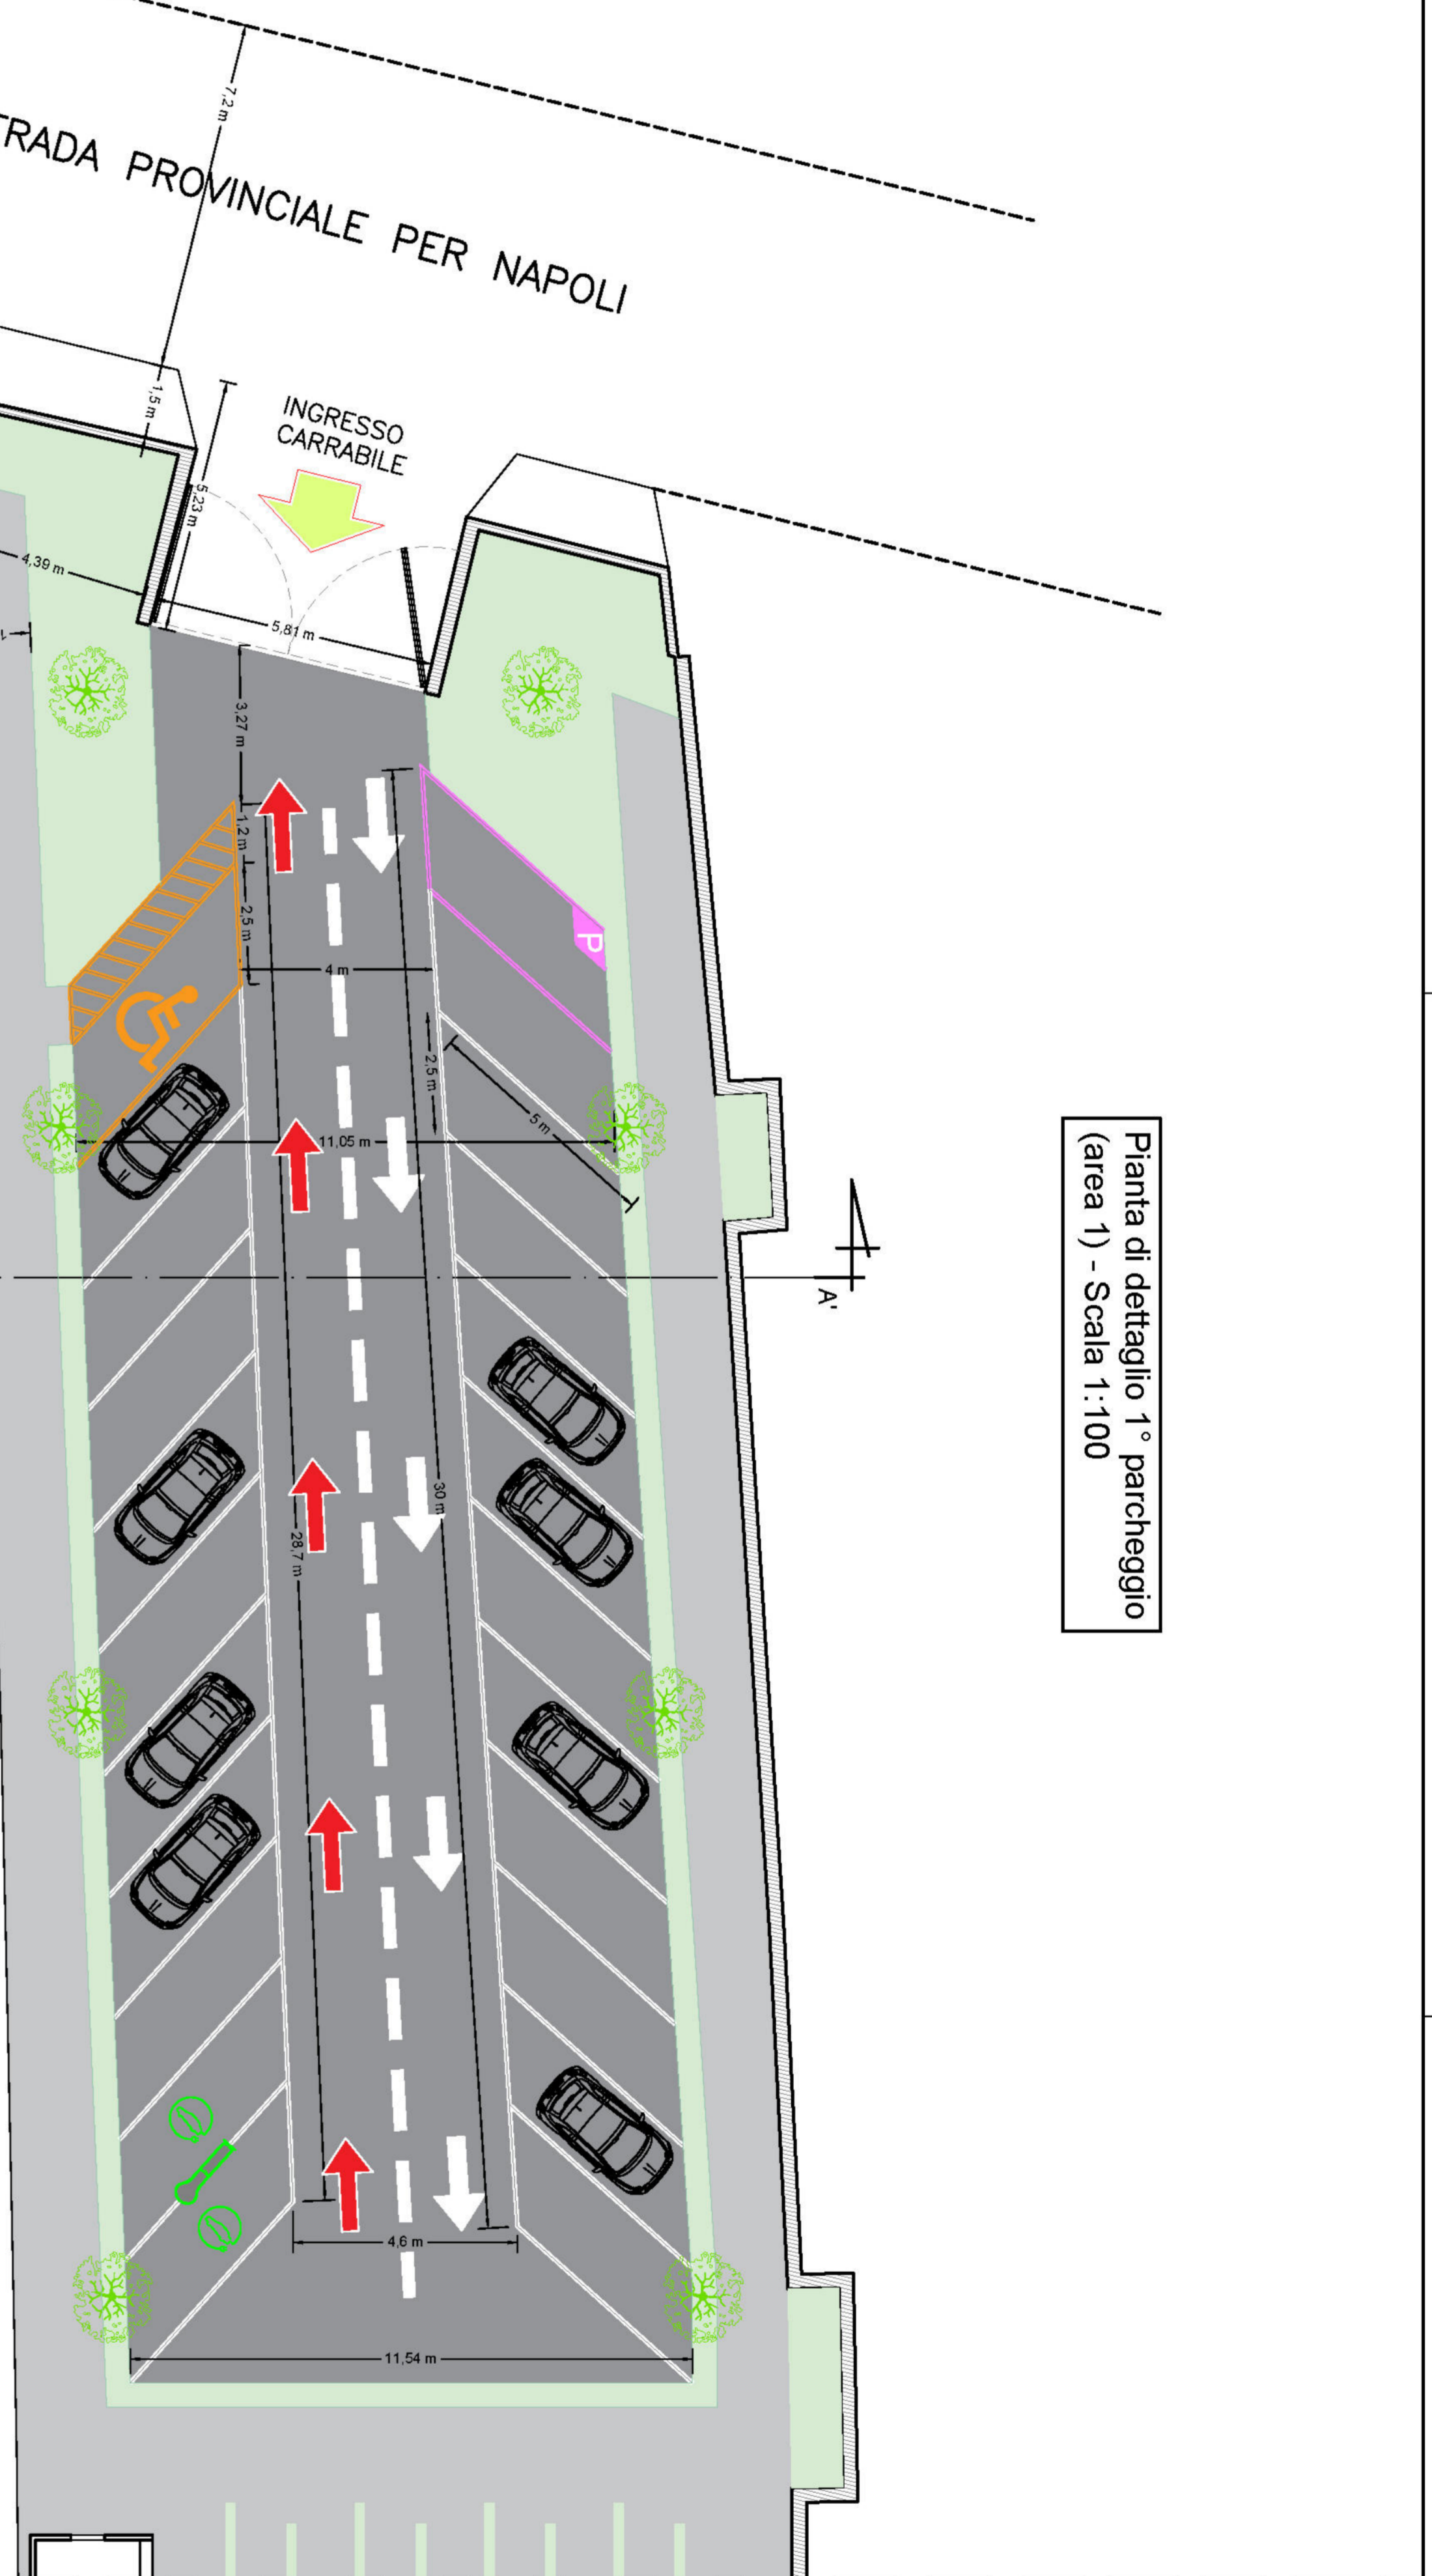 7,2 m
TRADA PROVINCIALE PER NAPOLI
1,5 m
INGRESSO
CARRABILE
5,23 m
4,39 m
5,81 m
3,27 m
1,2 m
2,5 m
P
4 m
2,5 m
5 m
11,05 m
Pianta di dettaglio 1° parcheggio
(area 1) - Scala 1:100
A'
30 m
28,7 m
4,6 m
11,54 m